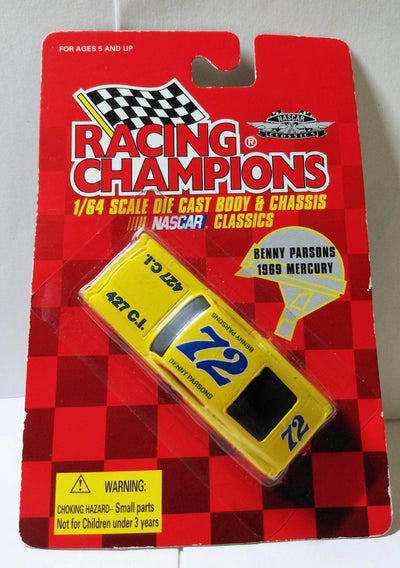 FOR AGES 5 AND UP
NASCAR
CLASSICS
RACING®
CHAMPIONS
1/64 SCALE DIE CAST BODY & CHASSIS
NASCAR CLASSICS
BENNY PARSONS
1969 MERCURY
427 C.I.
427 C.I.
BENNY PARSONS
72
BENNY PARSONS
72
WARNING:
CHOKING HAZARD– Small parts
Not for Children under 3 years